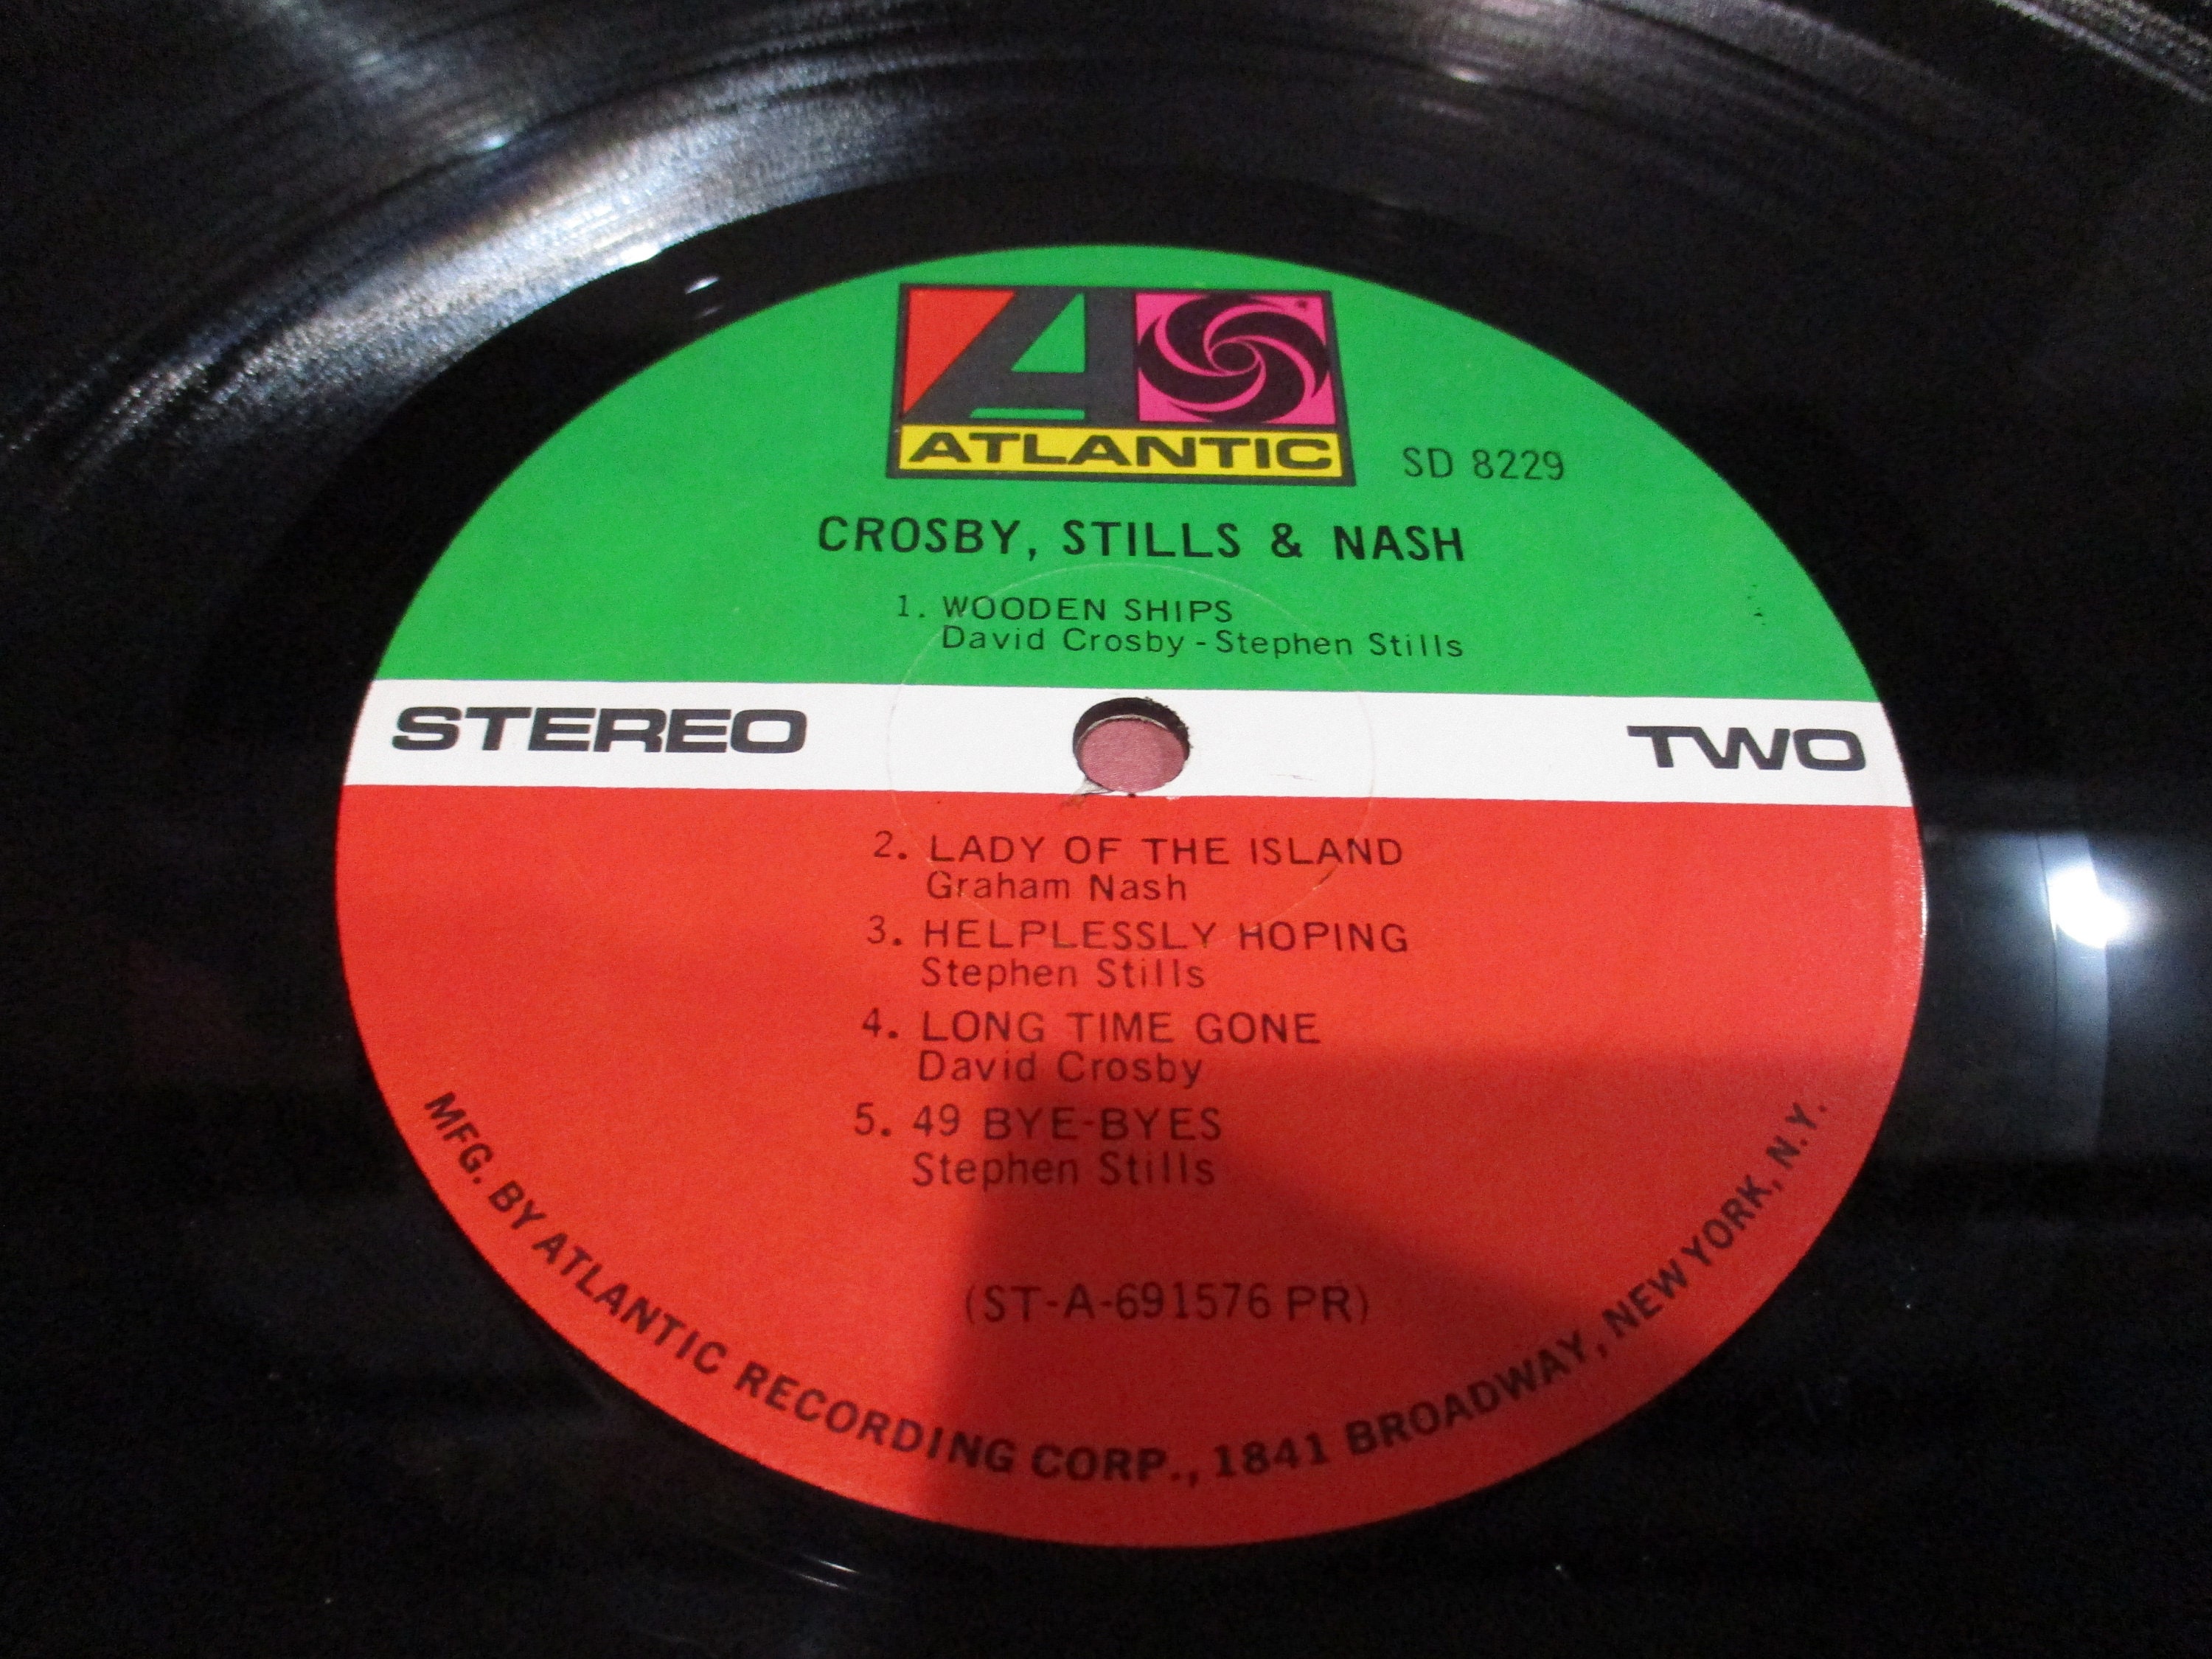 ATLANTIC
SD 8229
CROSBY, STILLS & NASH
1. WOODEN SHIPS
David Crosby - Stephen Stills
STEREO
TWO
2. LADY OF THE ISLAND
Graham Nash
3. HELPLESSLY HOPING
Stephen Stills
4. LONG TIME GONE
David Crosby
5. 49 BYE-BYES
Stephen Stills
(ST-A-691576 PR)
MFG. BY ATLANTIC RECORDING CORP., 1841 BROADWAY, NEW YORK, N.Y.